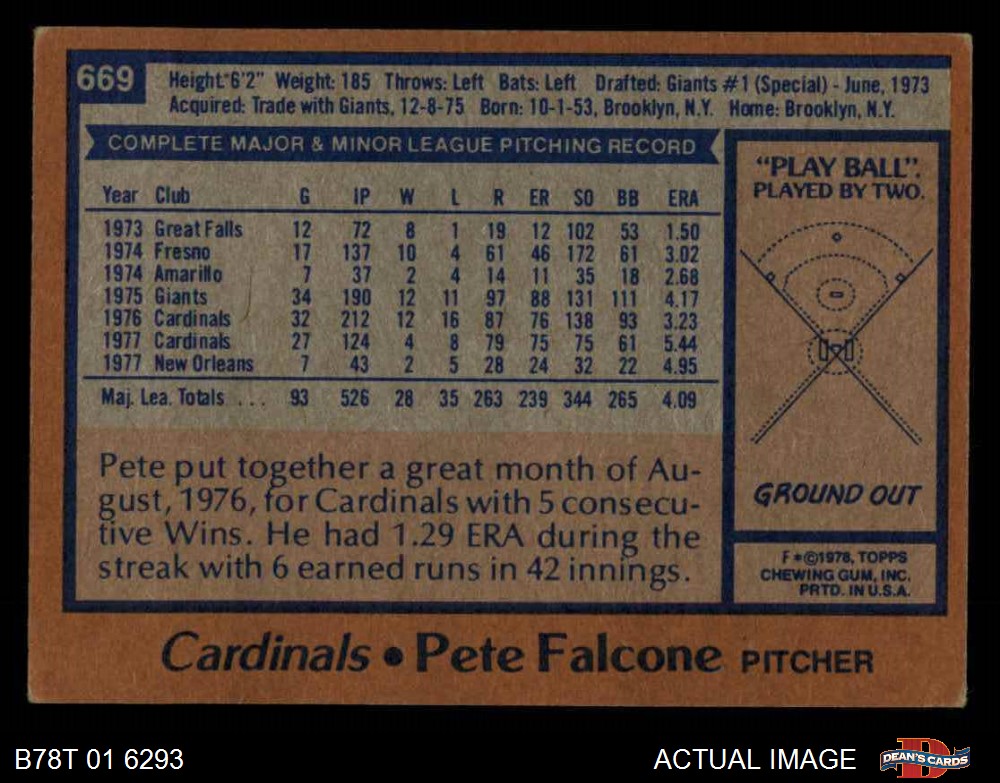 669
Height: 6'2" Weight: 185 Throws: Left Bats: Left Drafted: Giants #1 (Special) - June, 1973
Acquired: Trade with Giants, 12-8-75 Born: 10-1-53, Brooklyn, N.Y. Home: Brooklyn, N.Y.
COMPLETE MAJOR & MINOR LEAGUE PITCHING RECORD
Year Club G IP W L R ER SO BB ERA
1973 Great Falls 12 72 8 1 19 12 102 53 1.50
1974 Fresno 17 137 10 4 61 46 172 61 3.02
1974 Amarillo 7 37 2 4 14 11 35 18 2.68
1975 Giants 34 190 12 11 97 88 131 111 4.17
1976 Cardinals 32 212 12 16 87 76 138 93 3.23
1977 Cardinals 27 124 4 8 79 75 75 61 5.44
1977 New Orleans 7 43 2 5 28 24 32 22 4.95
Maj. Lea. Totals ... 93 526 28 35 263 239 344 265 4.09
Pete put together a great month of Au-
gust, 1976, for Cardinals with 5 consecu-
tive Wins. He had 1.29 ERA during the
streak with 6 earned runs in 42 innings.
"PLAY BALL".
PLAYED BY TWO.
GROUND OUT
F*©1978, TOPPS
CHEWING GUM, INC.
PRTD. IN U.S.A.
Cardinals • Pete Falcone PITCHER
B78T 01 6293
ACTUAL IMAGE
D
DEAN'S CARDS